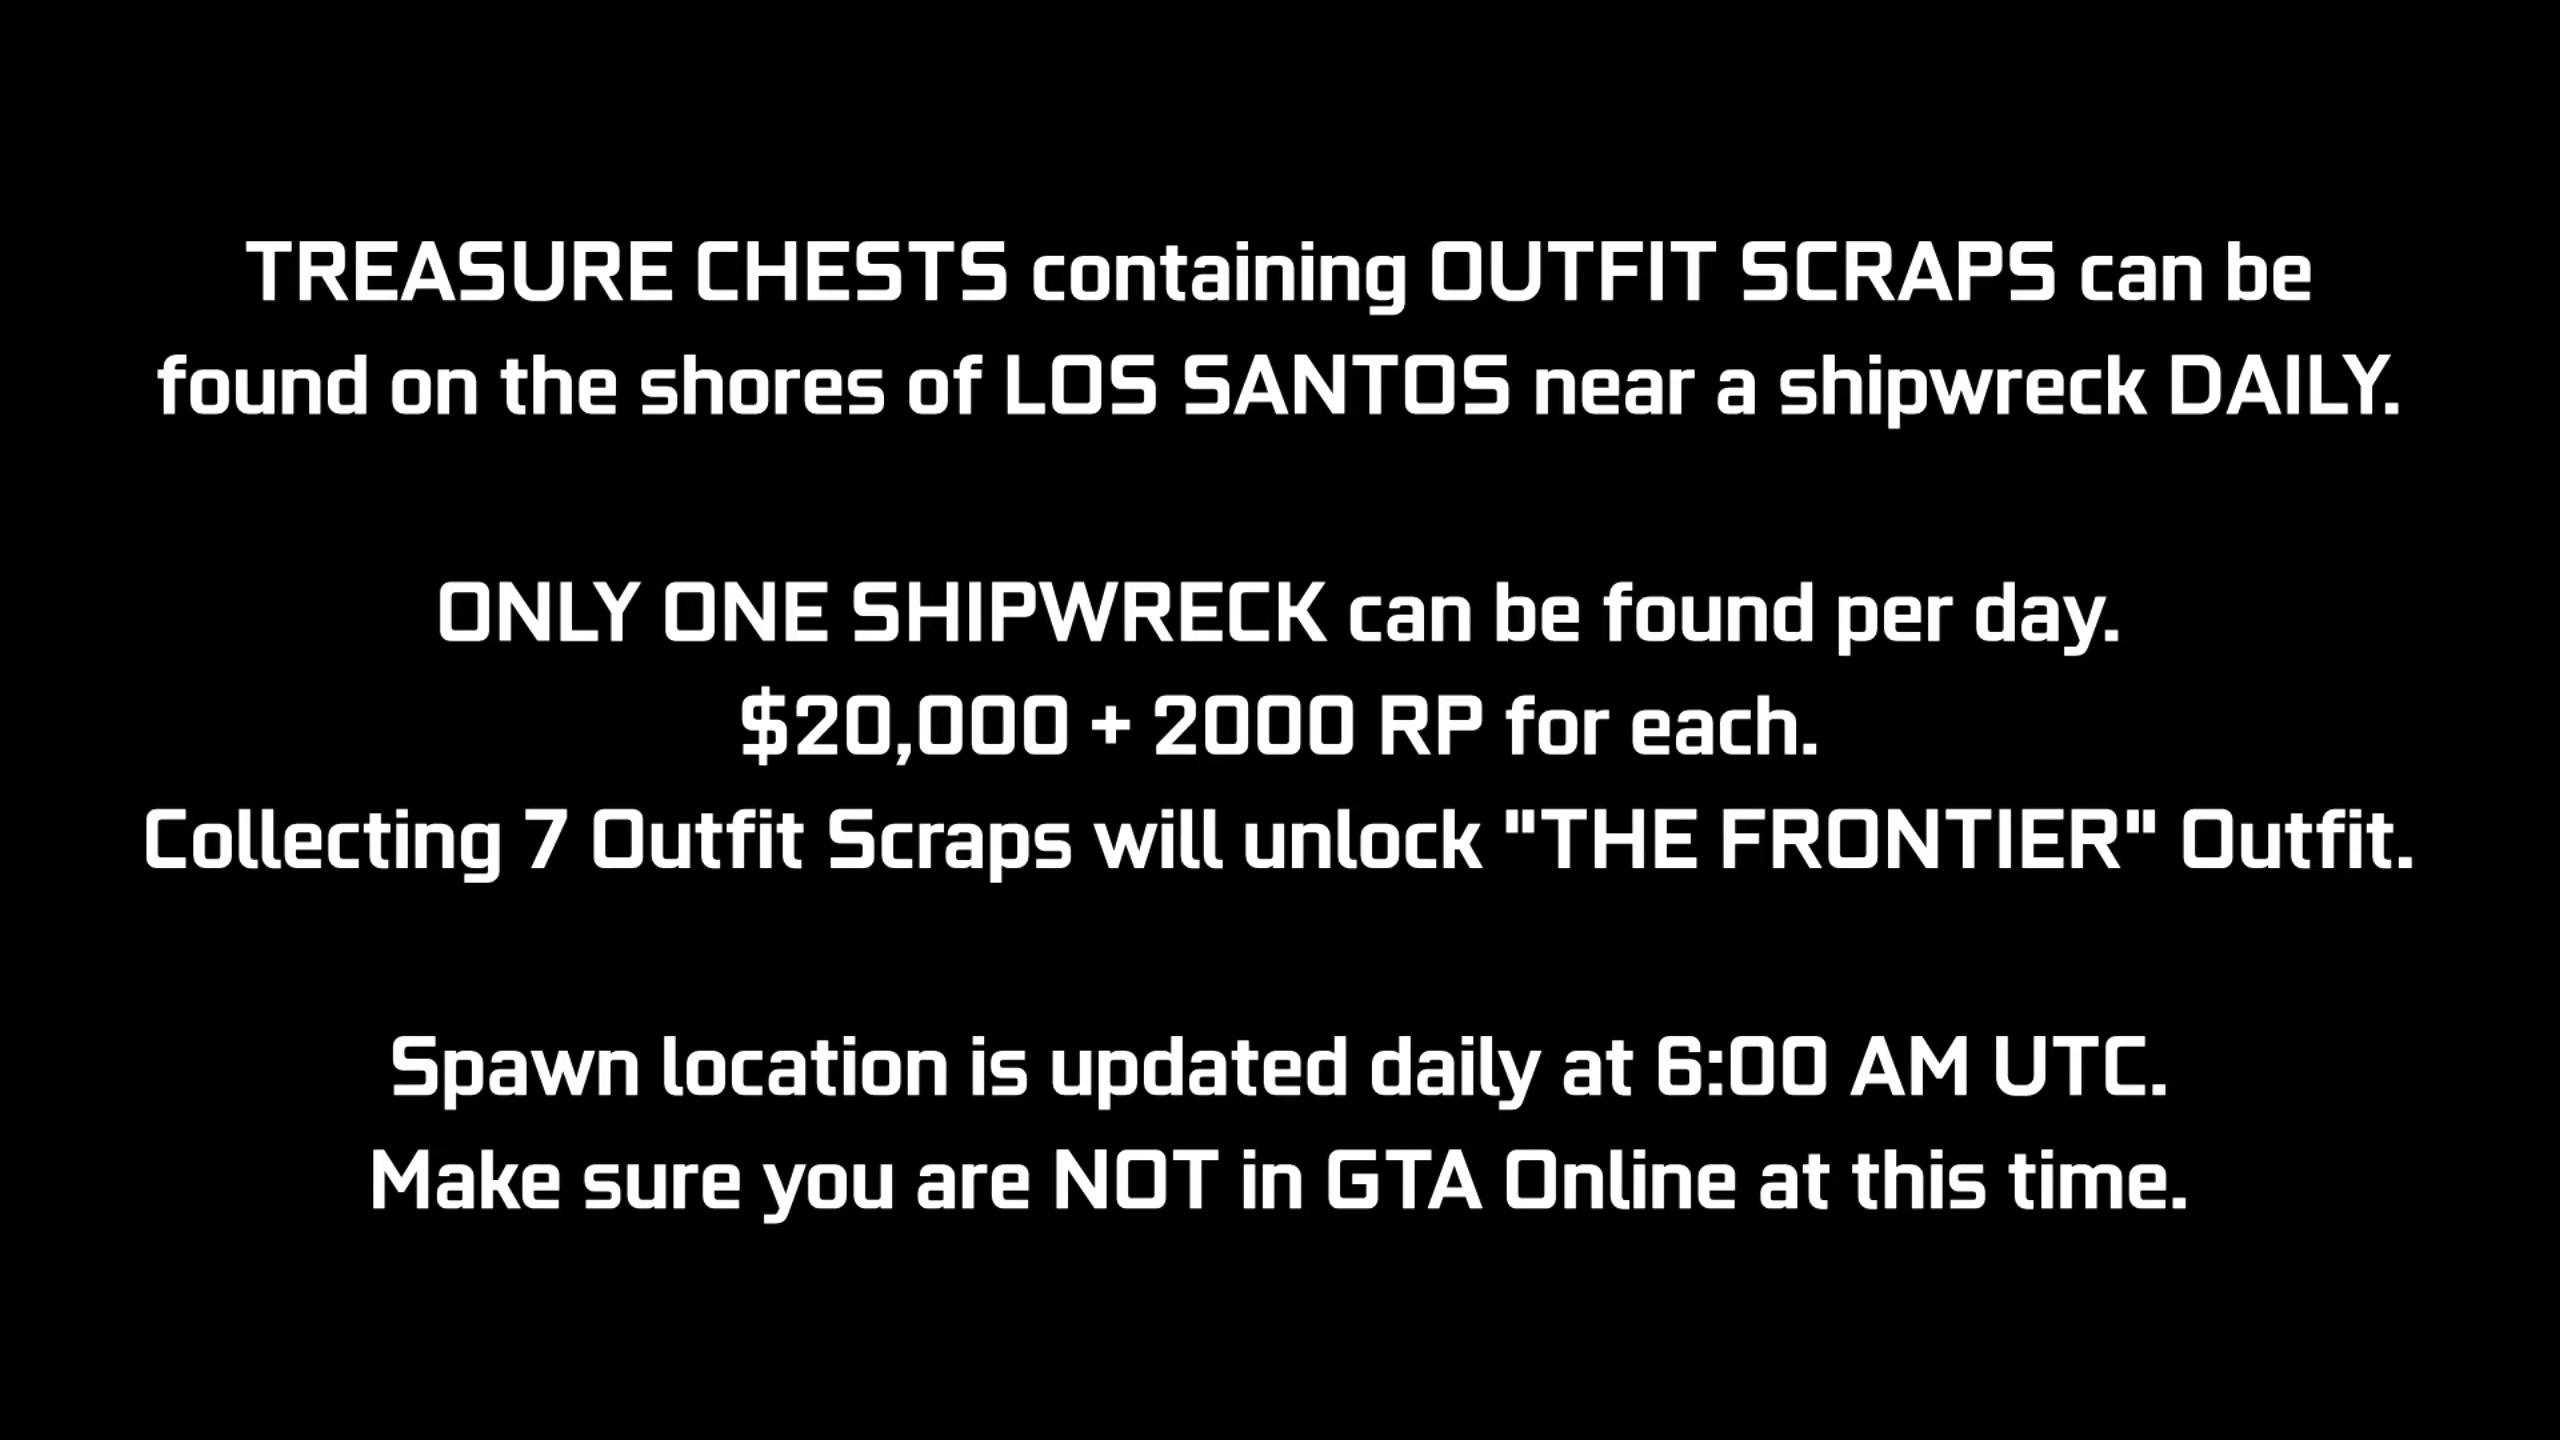 TREASURE CHESTS containing OUTFIT SCRAPS can be
found on the shores of LOS SANTOS near a shipwreck DAILY.
ONLY ONE SHIPWRECK can be found per day.
$20,000 + 2000 RP for each.
Collecting 7 Outfit Scraps will unlock "THE FRONTIER" Outfit.
Spawn location is updated daily at 6:00 AM UTC.
Make sure you are NOT in GTA Online at this time.